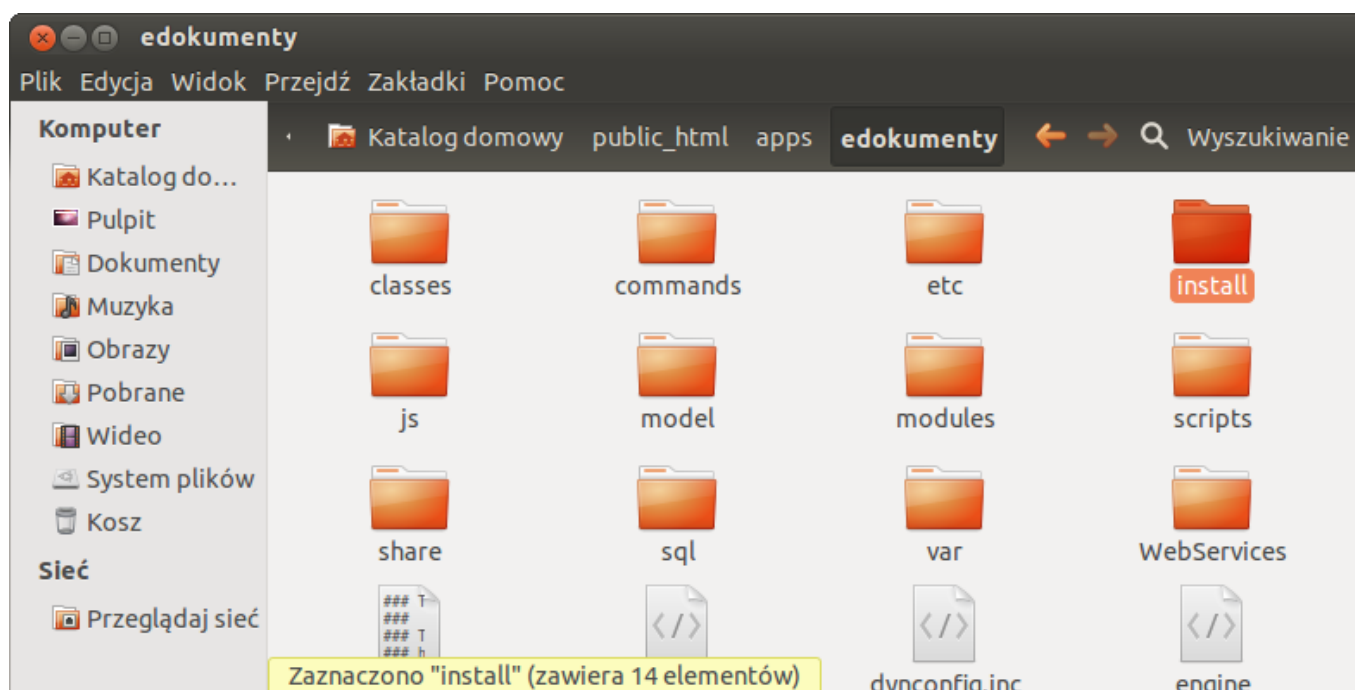 edokumenty
Plik Edycja Widok Przejdź Zakładki Pomoc
Komputer
Katalog do...
Pulpit
Dokumenty
Muzyka
Obrazy
Pobrane
Wideo
System plików
Kosz
Sieć
Przeglądaj sieć
Katalog domowy public_html apps edokumenty Wyszukiwanie
classes commands etc install
js model modules scripts
share sql var WebServices
### T
###
### T
### h
</> </> </>
dynconfig.inc engine
Zaznaczono "install" (zawiera 14 elementów)